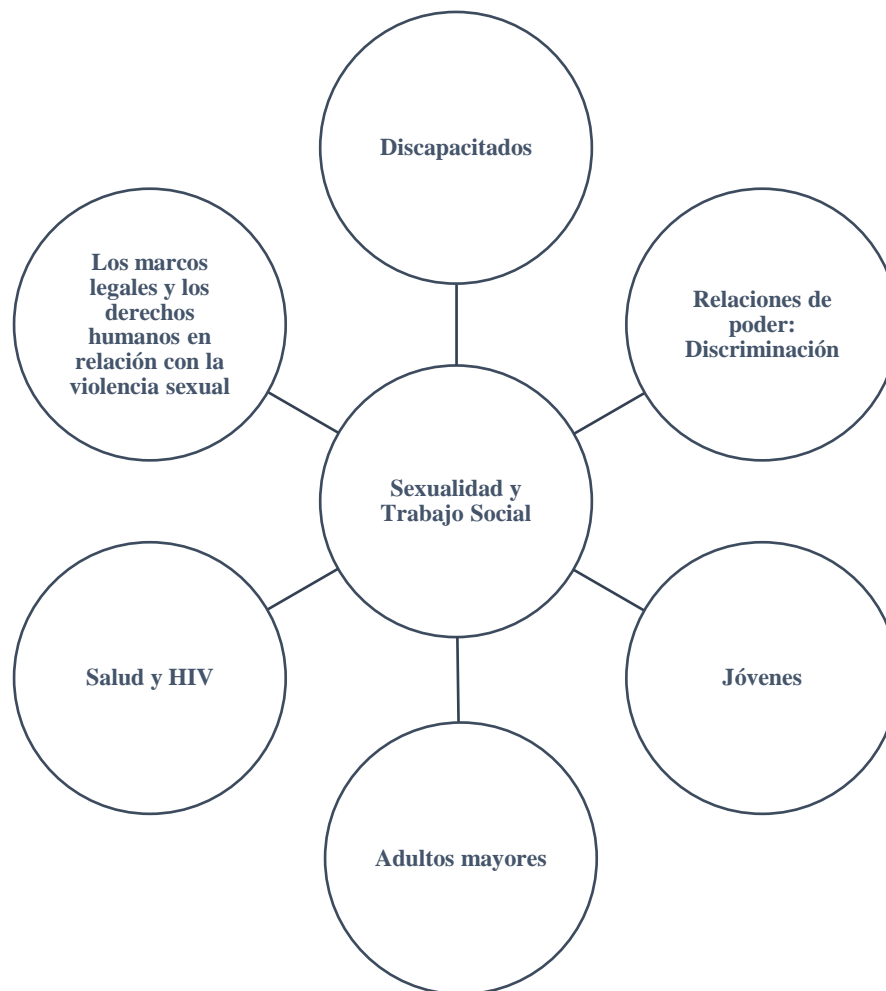 Discapacitados
Los marcos
legales y los
derechos
humanos en
relación con la
violencia sexual
Relaciones de
poder:
Discriminación
Sexualidad y
Trabajo Social
Salud y HIV
Jóvenes
Adultos mayores